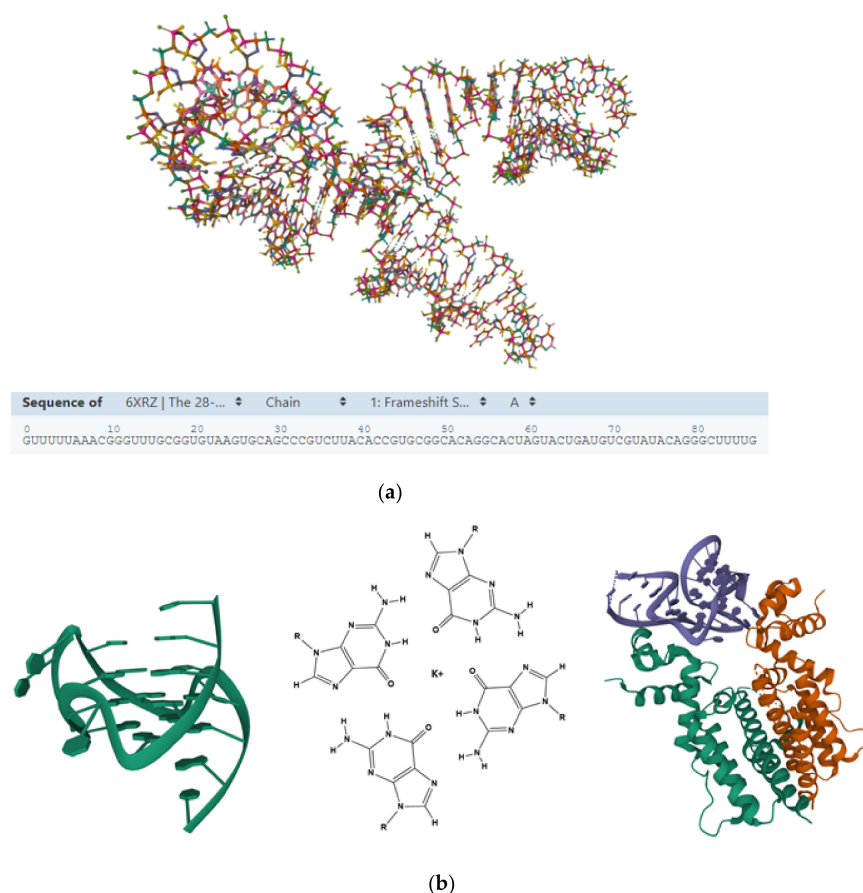 Sequence of 6XRZ | The 28-... Chain 1: Frameshift S... A
0 10 20 30 40 50 60 70 80
GUUUUUAAACGGGUUUGCGGUGUAAGUGCAGCCCGUCUUACACCGUGCGGCACAGGCACUAGUACUGAUGUCGUAUACAGGGCUUUUG
(a)
R
H
N
N
N
H
N
H
O
N
H
N
H
R
N
N
H
N
N
O
K+
O
N
H
H
N
N
N
R
N
H
H
H
N
O
H
N
H
N
N
N
R
H
(b)